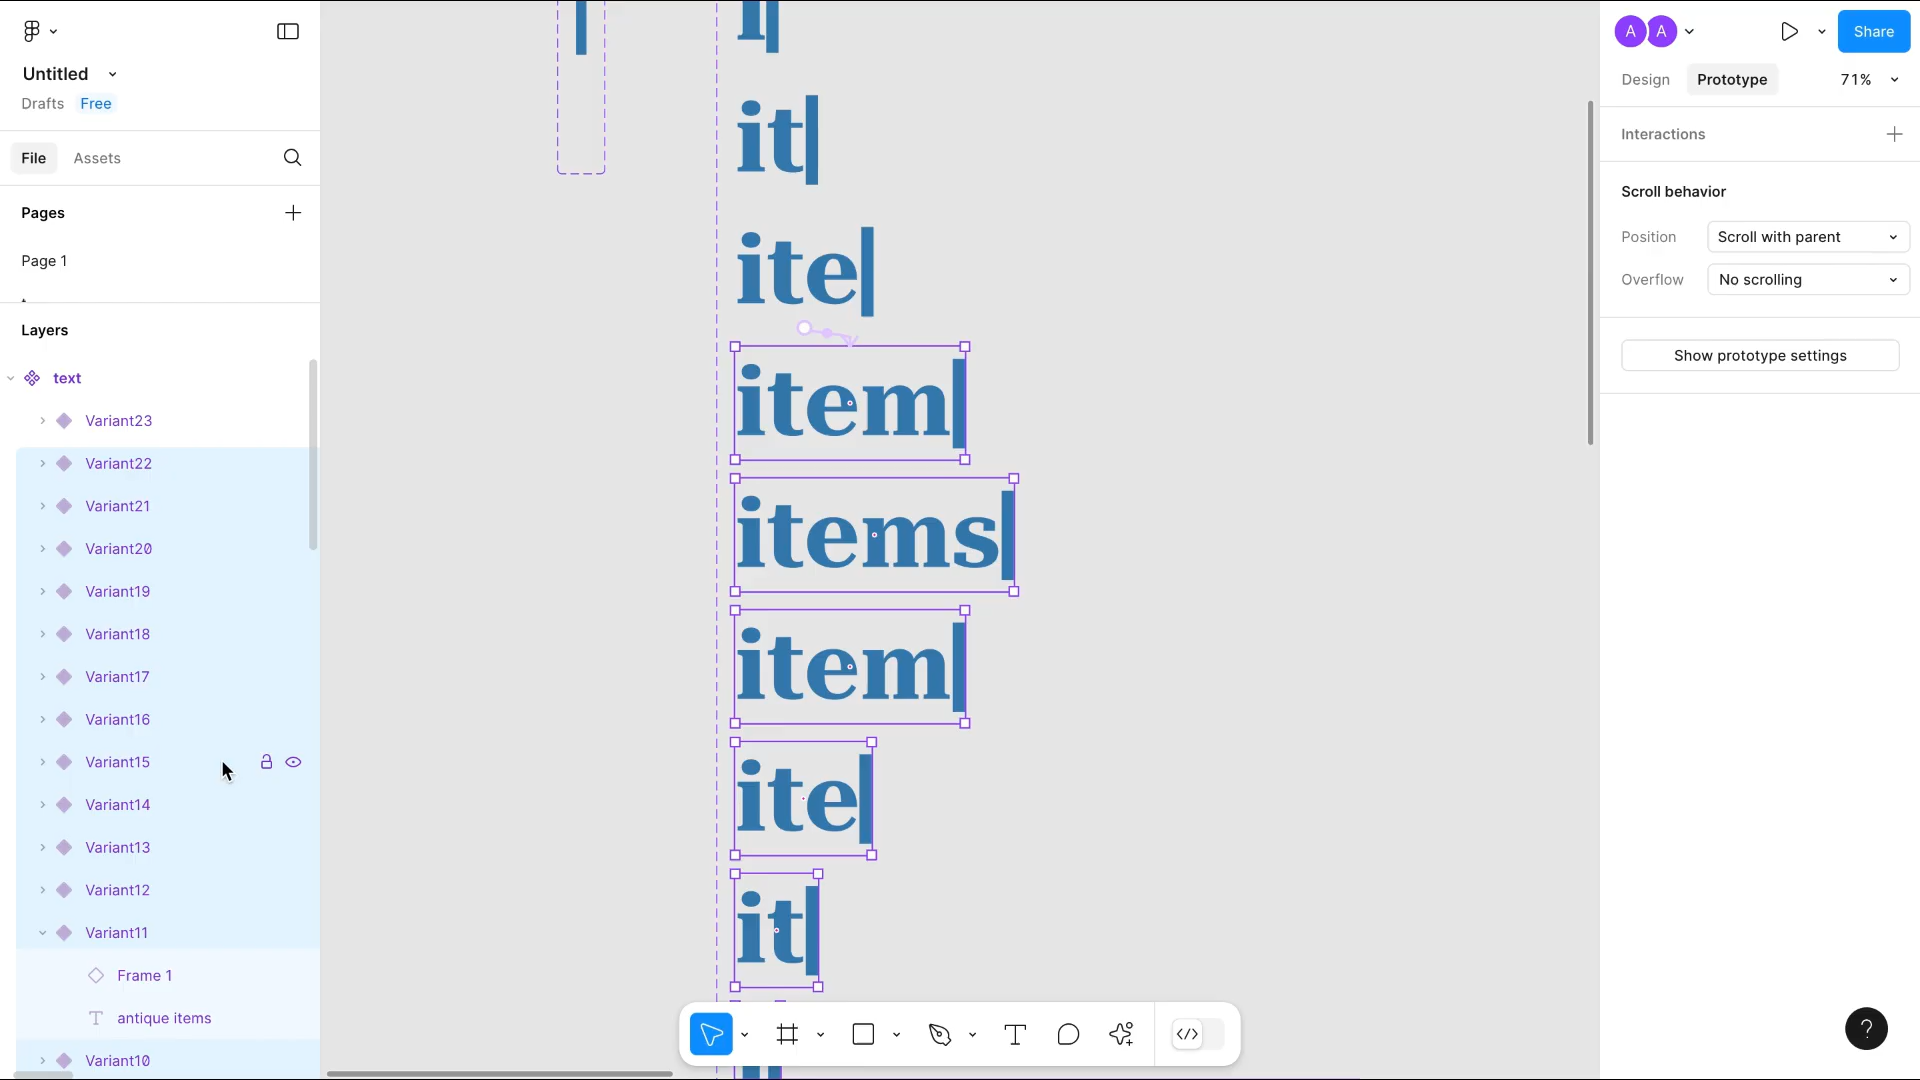 Untitled
Drafts Free
File Assets
Pages
Page 1
Layers
text
Variant23
Variant22
Variant21
Variant20
Variant19
Variant18
Variant17
Variant16
Variant15
Variant14
Variant13
Variant12
Variant11
Frame 1
T antique items
Variant10
it
ite
item
items
item
ite
it
T
A A
Share
Design Prototype 71%
Interactions
Scroll behavior
Position Scroll with parent
Overflow No scrolling
Show prototype settings
?